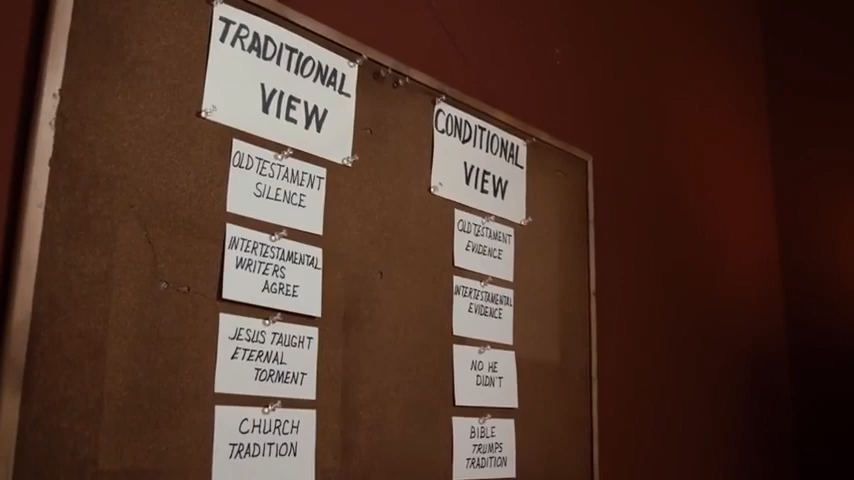 TRADITIONAL
VIEW
OLD TESTAMENT
SILENCE
INTERTESTAMENTAL
WRITERS
AGREE
JESUS TAUGHT
ETERNAL
TORMENT
CHURCH
TRADITION
CONDITIONAL
VIEW
OLD TESTAMENT
EVIDENCE
INTERTESTAMENTAL
EVIDENCE
NO HE
DIDN'T
BIBLE
TRUMPS
TRADITION